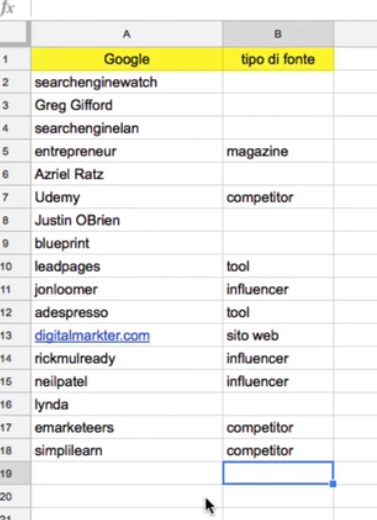 fx
A B
1 Google tipo di fonte
2 searchenginewatch
3 Greg Gifford
4 searchenginelan
5 entrepreneur magazine
6 Azriel Ratz
7 Udemy competitor
8 Justin OBrien
9 blueprint
10 leadpages tool
11 jonloomer influencer
12 adespresso tool
13 digitalmarkter.com sito web
14 rickmulready influencer
15 neilpatel influencer
16 lynda
17 emarketeers competitor
18 simplilearn competitor
19
20
21